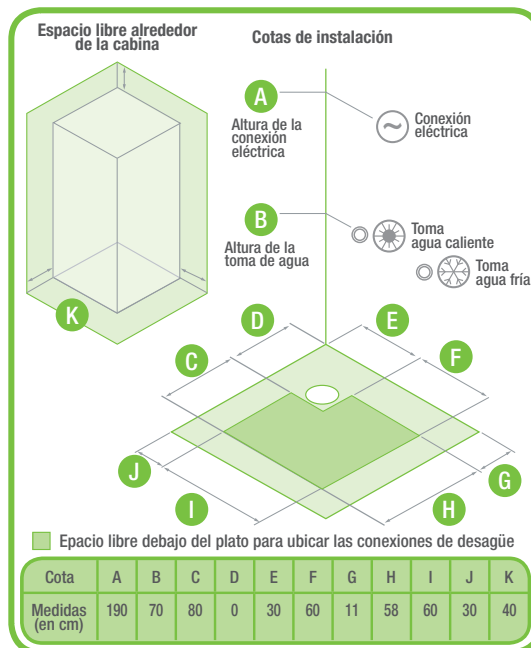 Espacio libre alrededor
de la cabina
K
Cotas de instalación
A
Altura de la
conexión
eléctrica
Conexión
eléctrica
B
Altura de la
toma de agua
Toma
agua caliente
Toma
agua fría
D
E
C
F
J
G
I
H
Epacio libre debajo del plato para ubicar las conexiones de desagüe
Cota A B C D E F G H I J K
Medidas 190 70 80 0 30 60 11 58 60 30 40
(en cm)